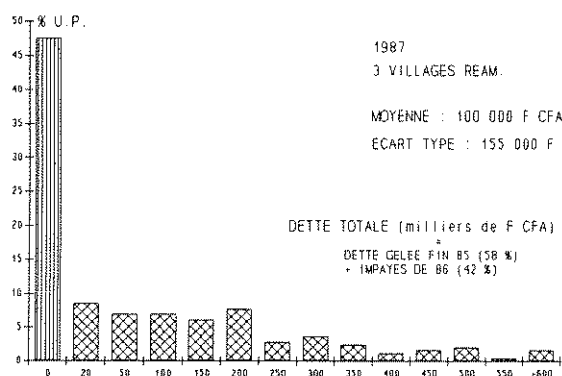 % U.P.
50
45
40
35
30
25
20
15
10
5
0
1987
3 VILLAGES REAM.
MOYENNE : 100 000 F CFA
ECART TYPE : 155 000 F
DETTE TOTALE (milliers de F CFA)
=
DETTE GELEE FIN 85 (58 %)
+ IMPAYES DE 86 (42 %)
0 20 50 100 150 200 250 300 350 400 450 500 550 >600